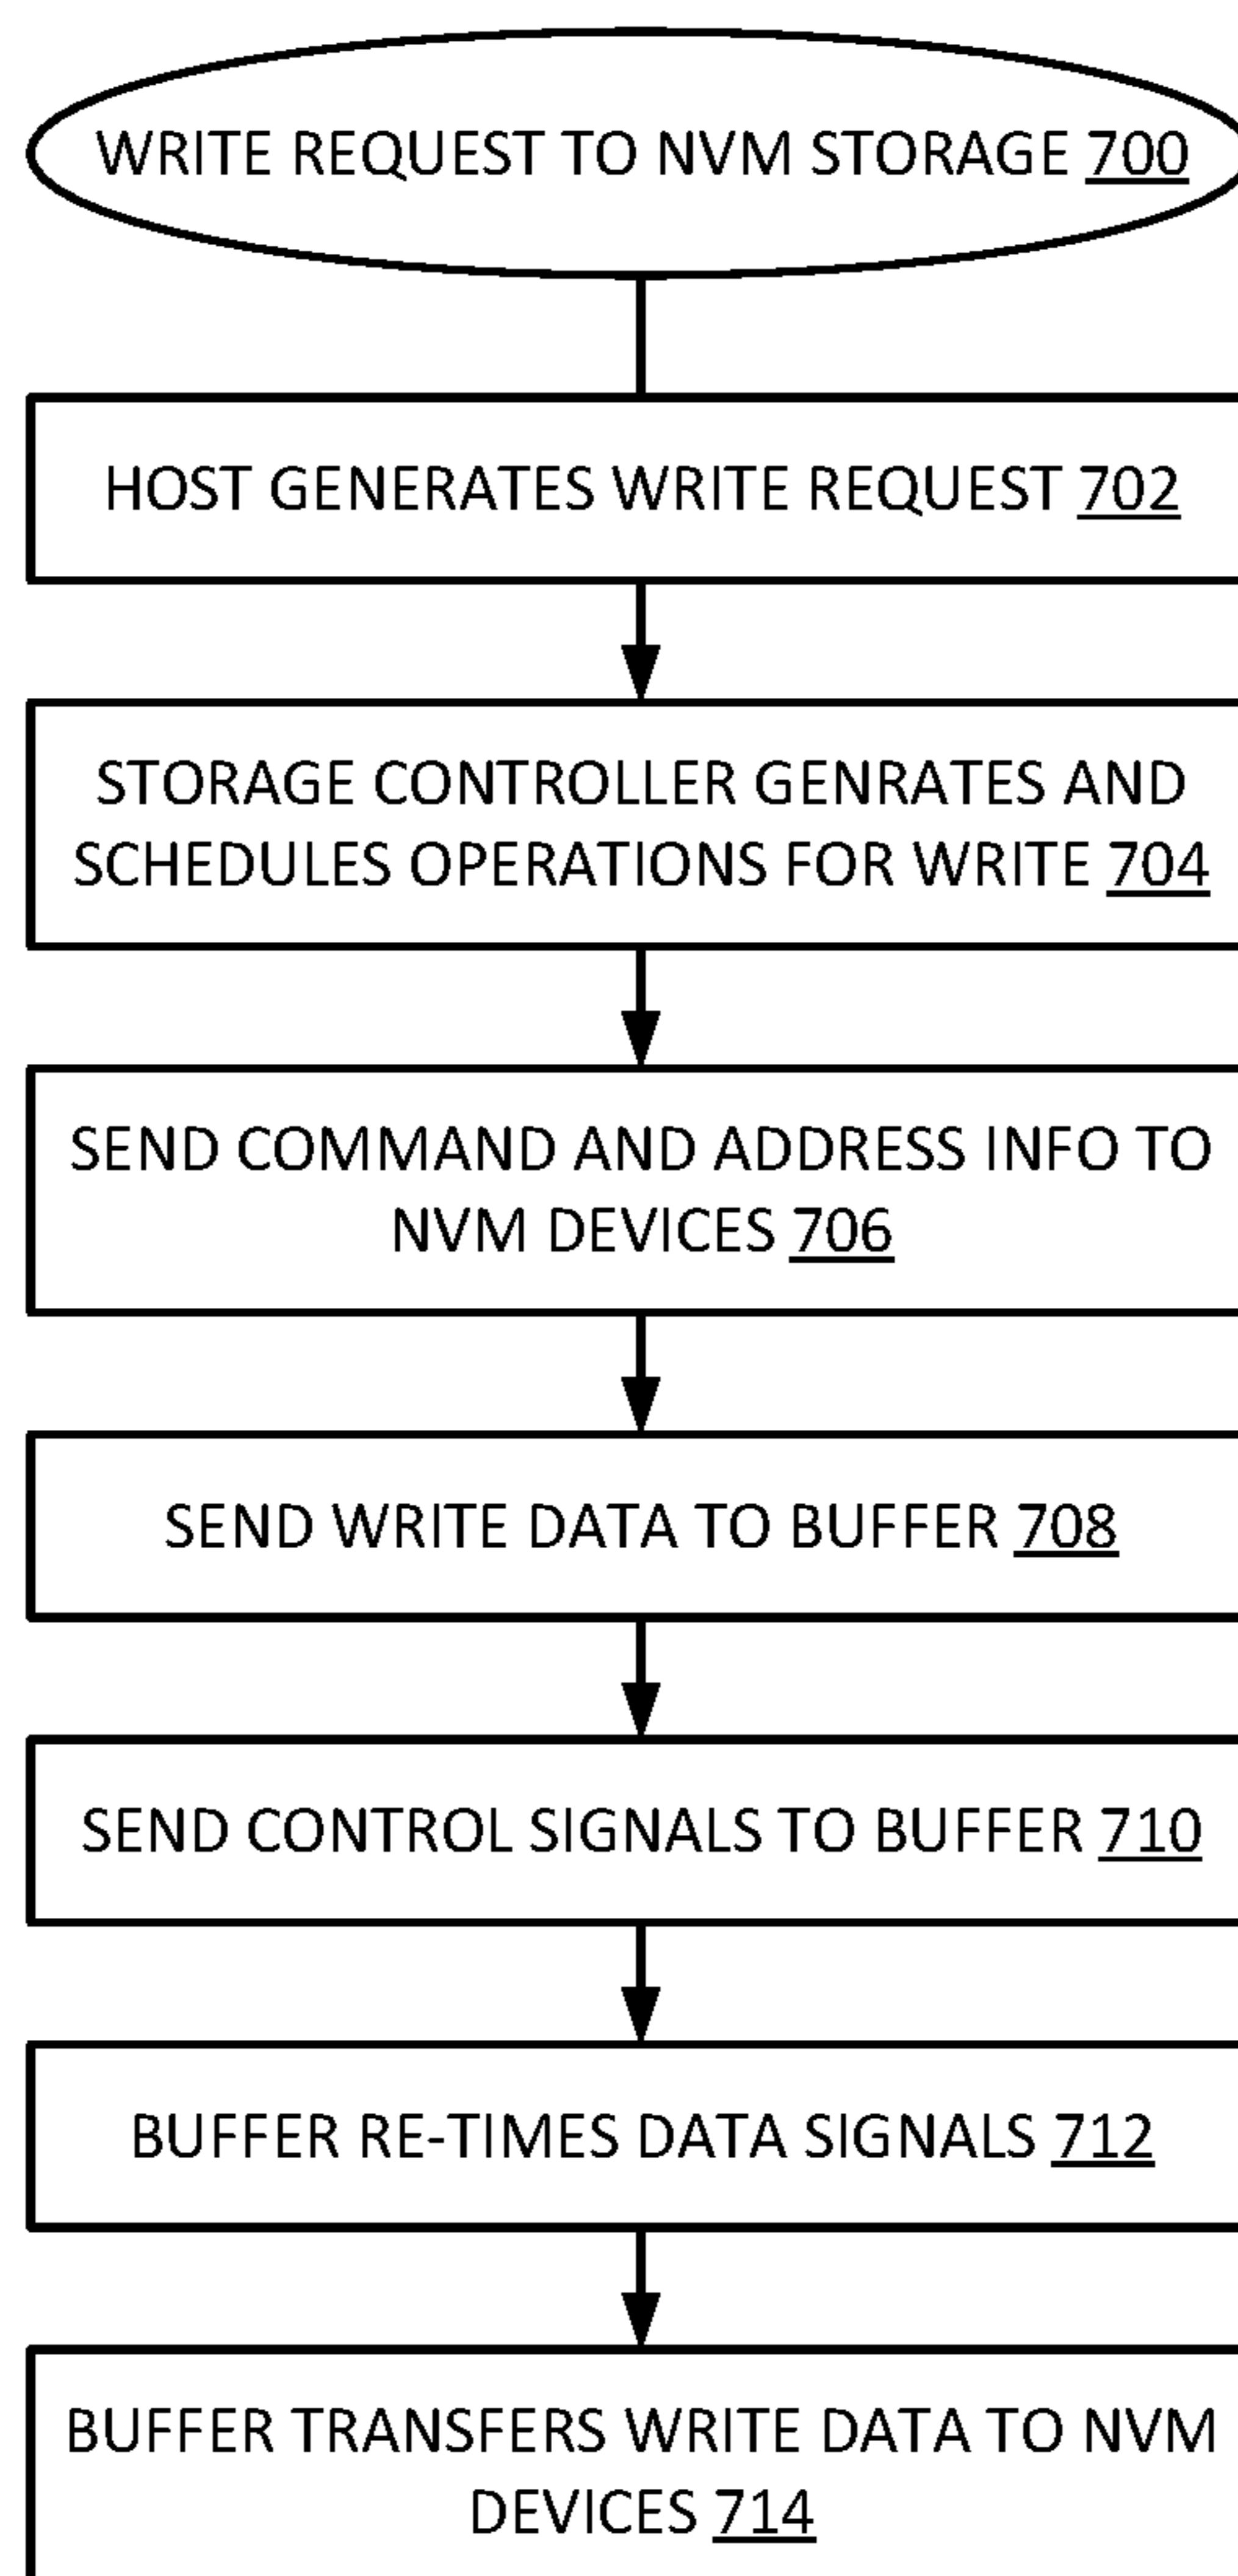 WRITE REQUEST TO NVM STORAGE 700
HOST GENERATES WRITE REQUEST 702
STORAGE CONTROLLER GENRATES AND
SCHEDULES OPERATIONS FOR WRITE 704
SEND COMMAND AND ADDRESS INFO TO
NVM DEVICES 706
SEND WRITE DATA TO BUFFER 708
SEND CONTROL SIGNALS TO BUFFER 710
BUFFER RE-TIMES DATA SIGNALS 712
BUFFER TRANSFERS WRITE DATA TO NVM
DEVICES 714